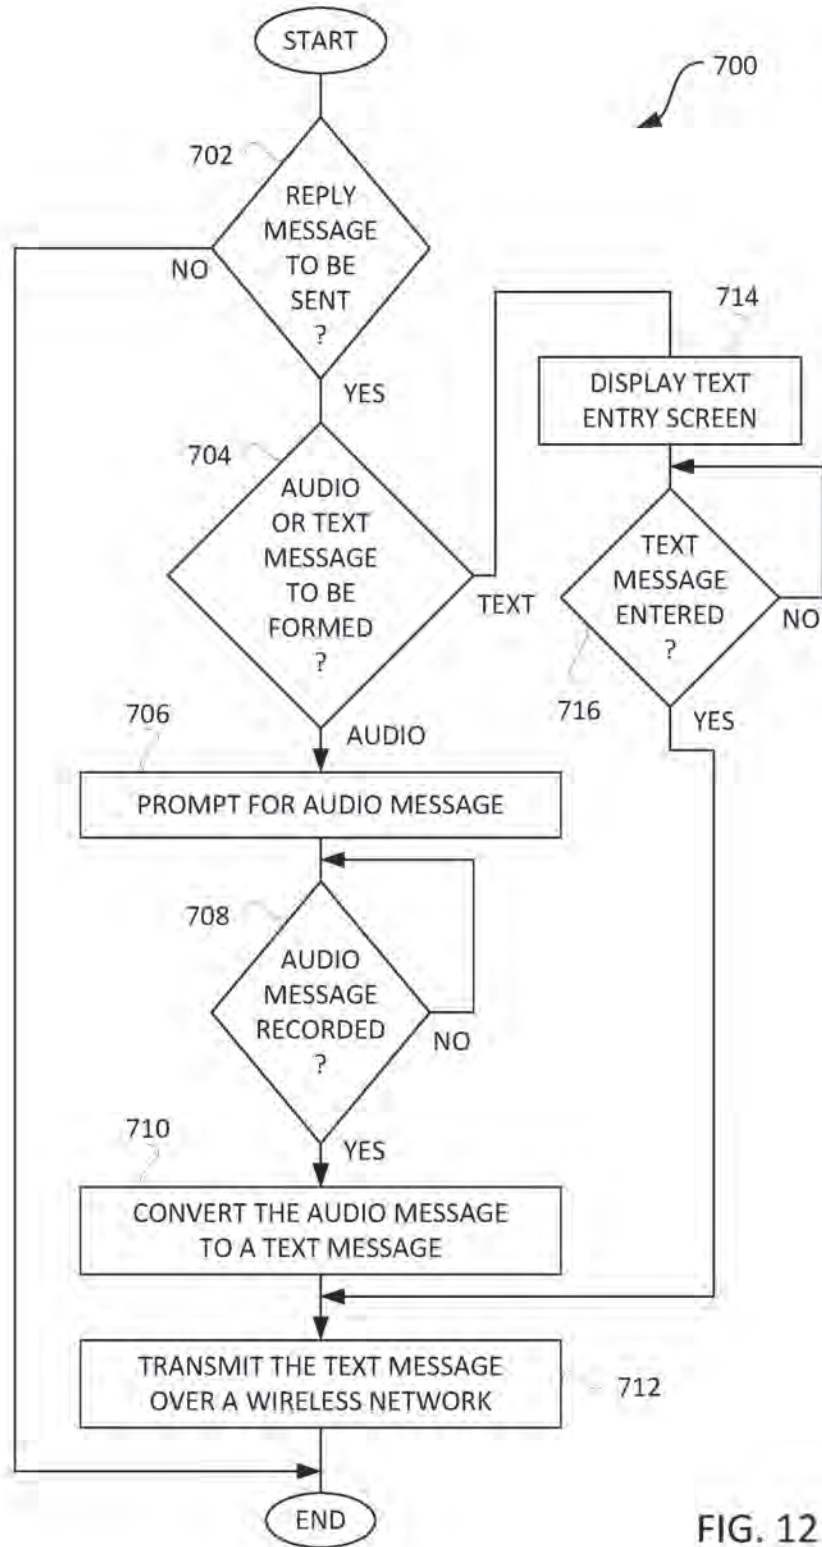 START
700
702
REPLY
MESSAGE
TO BE
SENT
?
NO
YES
704
AUDIO
OR TEXT
MESSAGE
TO BE
FORMED
?
TEXT
714
DISPLAY TEXT
ENTRY SCREEN
TEXT
MESSAGE
ENTERED
?
NO
716
YES
706
AUDIO
PROMPT FOR AUDIO MESSAGE
708
AUDIO
MESSAGE
RECORDED
?
NO
YES
710
CONVERT THE AUDIO MESSAGE
TO A TEXT MESSAGE
TRANSMIT THE TEXT MESSAGE
OVER A WIRELESS NETWORK
712
END
FIG. 12